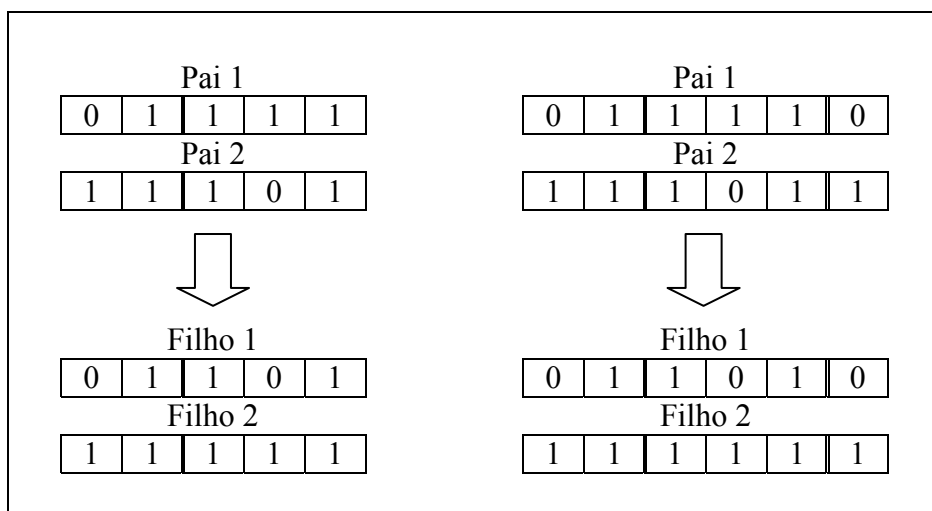 Pai 1
0 1 1 1 1
Pai 2
1 1 1 0 1
Filho 1
0 1 1 0 1
Filho 2
1 1 1 1 1
Pai 1
0 1 1 1 1 0
Pai 2
1 1 1 0 1 1
Filho 1
0 1 1 0 1 0
Filho 2
1 1 1 1 1 1